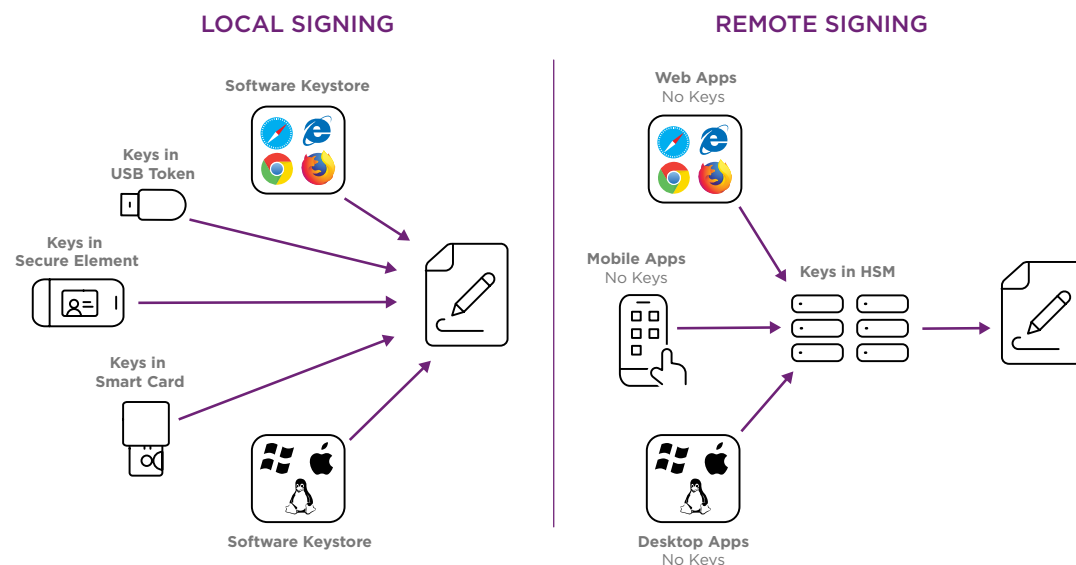 LOCAL SIGNING
Software Keystore
Keys in
USB Token
Keys in
Secure Element
Keys in
Smart Card
Software Keystore
REMOTE SIGNING
Web Apps
No Keys
Mobile Apps
No Keys
Keys in HSM
Desktop Apps
No Keys